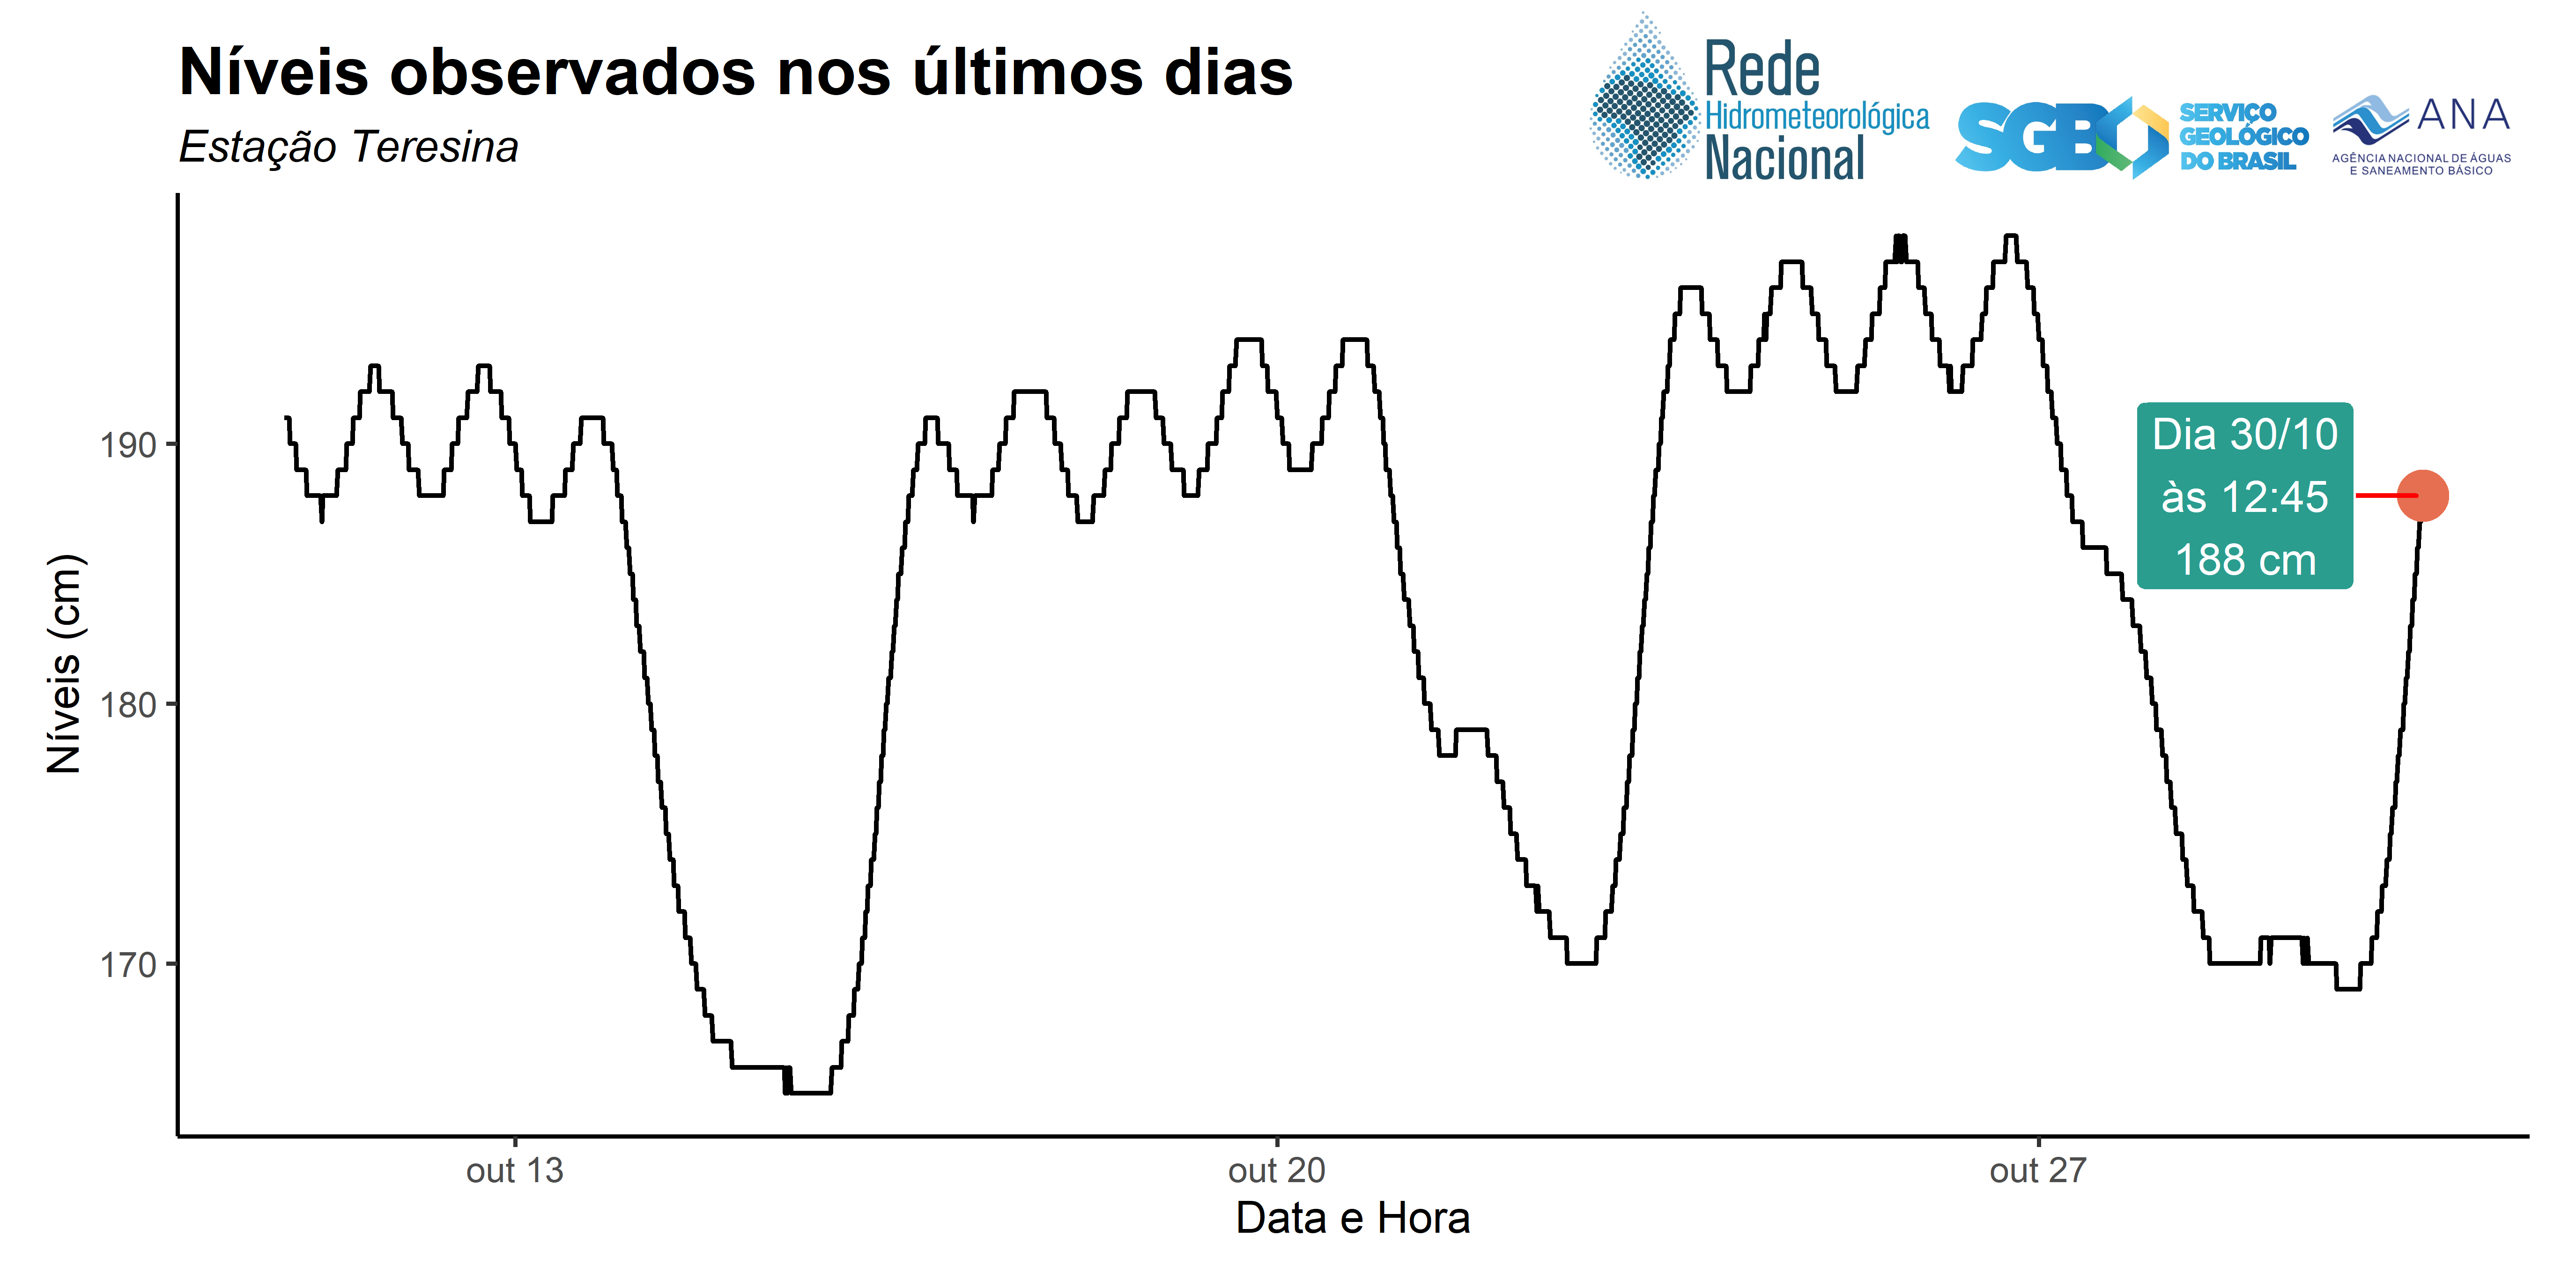 Níveis observados nos últimos dias
Estação Teresina
Rede
Hidrometeorológica
Nacional
SGB
SERVIÇO
GEOLÓGICO
DO BRASIL
ANA
AGÊNCIA NACIONAL DE ÁGUAS
E SANEAMENTO BÁSICO
Níveis (cm)
190
180
170
Dia 30/10
às 12:45
188 cm
out 13
out 20
out 27
Data e Hora